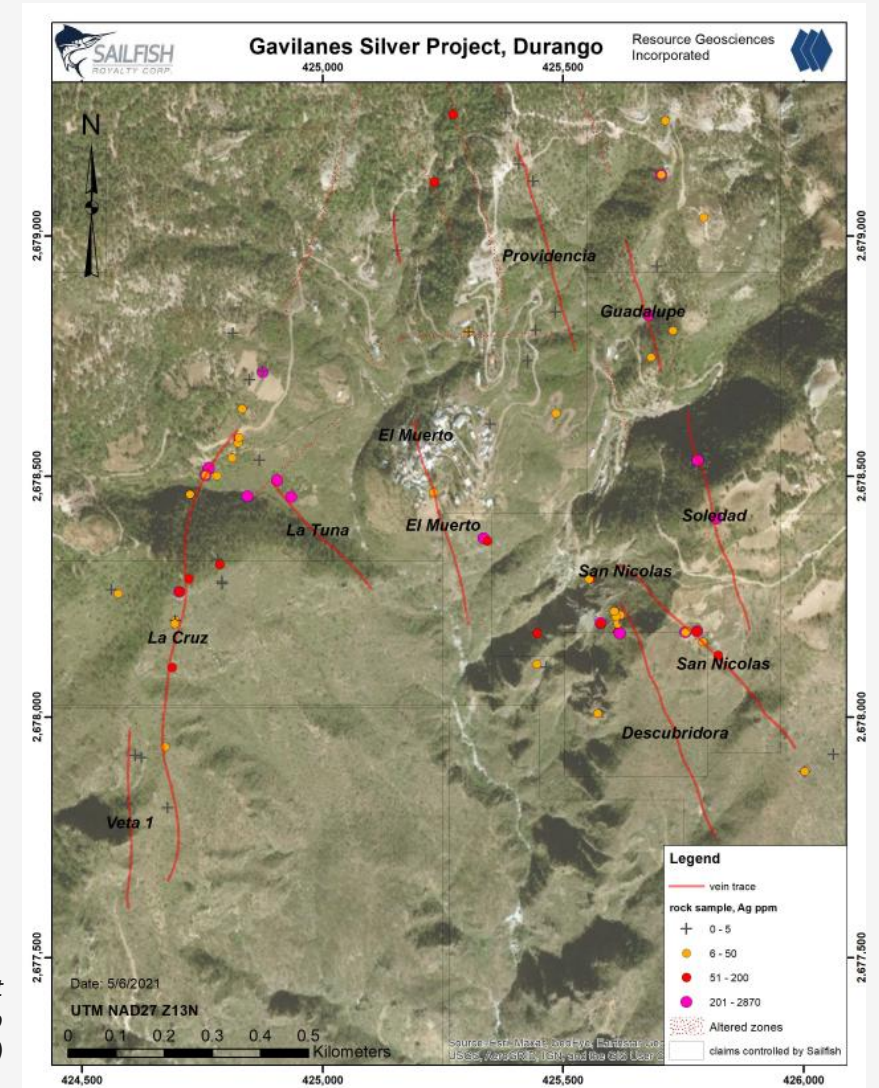 SAILFISH
ROYALTY CORP.
Gavilanes Silver Project, Durango
Resource Geosciences
Incorporated
425,000
425,500
N
2,679,000
2,679,000
Providencia
Guadalupe
El Muerto
2,678,500
2,678,500
La Tuna
El Muerto
Soledad
San Nicolas
La Cruz
San Nicolas
2,678,000
2,678,000
Descubridora
Veta 1
Legend
vein trace
rock sample, Ag ppm
0 - 5
6 - 50
51 - 200
201 - 2870
Altered zones
claims controlled by Sailfish
2,677,500
2,677,500
Date: 5/6/2021
UTM NAD27 Z13N
0 0.1 0.2 0.3 0.4 0.5
Kilometers
and the GIS User
424,500
425,000
425,500
426,000